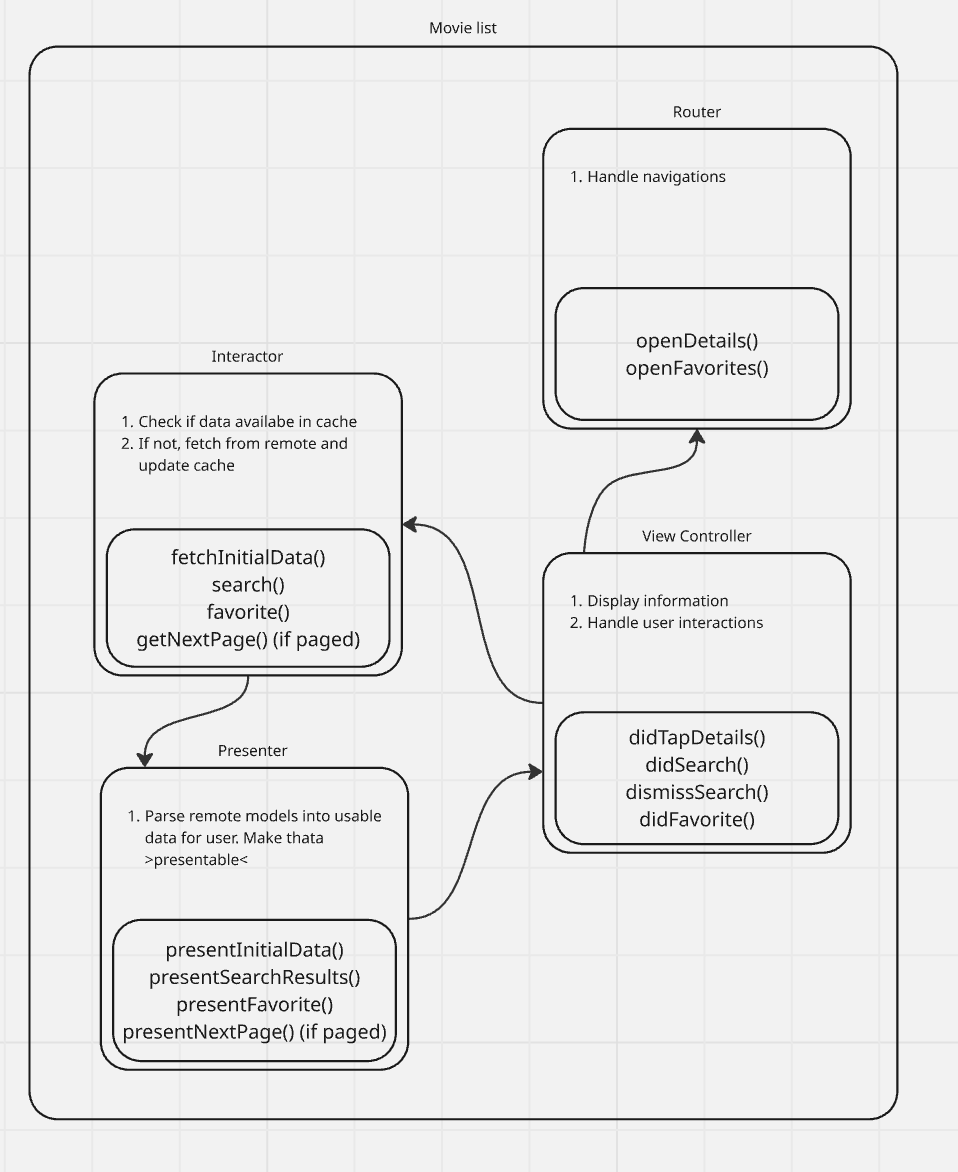 Movie list
Router
1. Handle navigations
openDetails()
openFavorites()
Interactor
1. Check if data availabe in cache
2. If not, fetch from remote and
update cache
fetchInitialData()
search()
favorite()
getNextPage() (if paged)
View Controller
1. Display information
2. Handle user interactions
didTapDetails()
didSearch()
dismissSearch()
didFavorite()
Presenter
1. Parse remote models into usable
data for user. Make thata
>presentable<
presentInitialData()
presentSearchResults()
presentFavorite()
presentNextPage() (if paged)